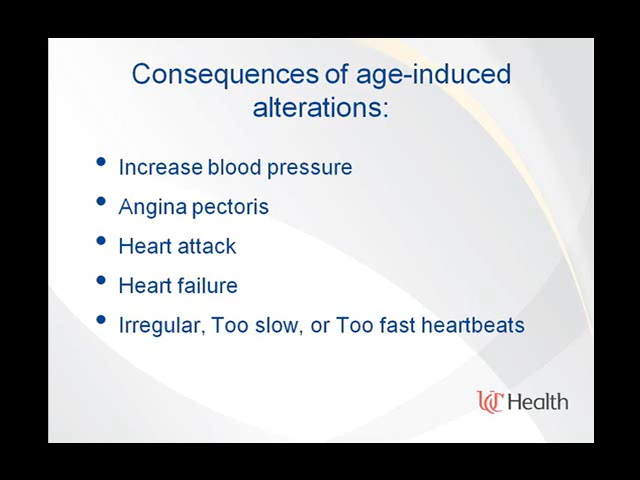 Consequences of age-induced
alterations:
• Increase blood pressure
• Angina pectoris
• Heart attack
• Heart failure
• Irregular, Too slow, or Too fast heartbeats
UC Health